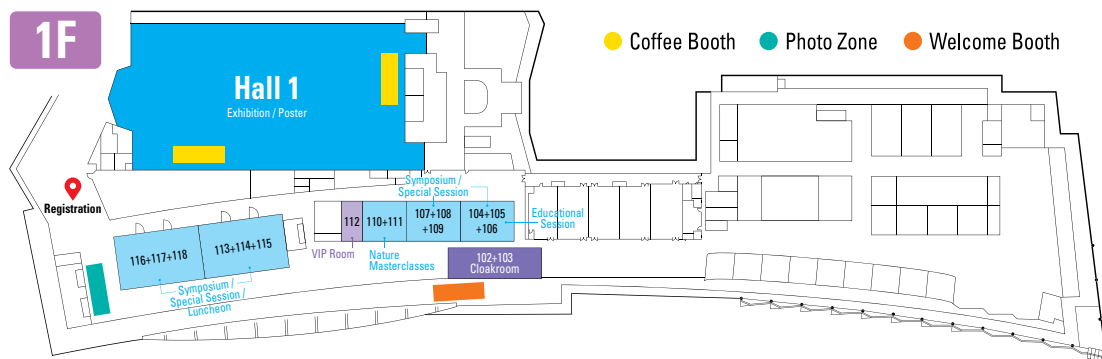 1F
Coffee Booth
Photo Zone
Welcome Booth
Hall 1
Exhibition / Poster
Registration
Symposium /
Special Session
112
110+111
107+108
+109
104+105
+106
Educational
Session
VIP Room
Nature
Masterclasses
116+117+118
113+114+115
102+103
Cloakroom
Symposium /
Special Session /
Luncheon